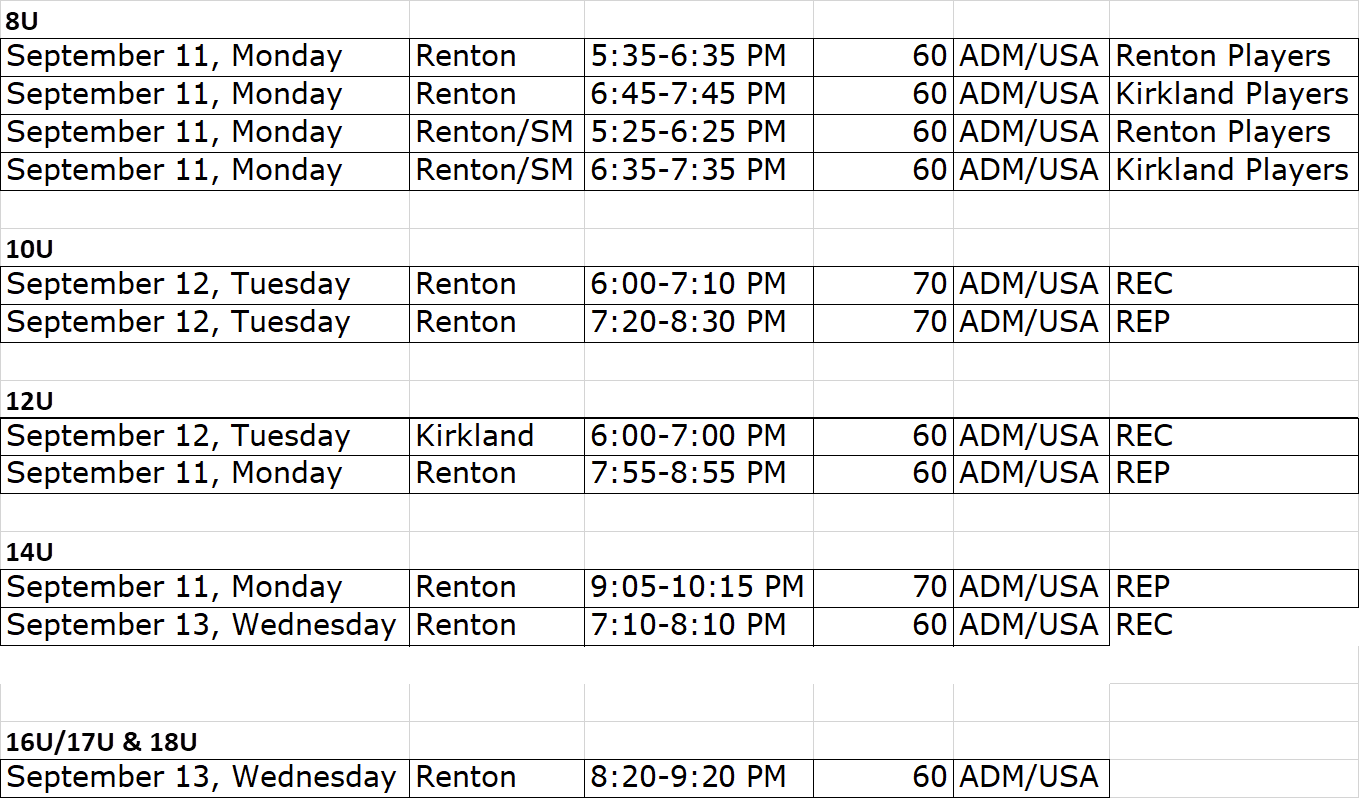 8U
September 11, Monday Renton 5:35-6:35 PM 60 ADM/USA Renton Players
September 11, Monday Renton 6:45-7:45 PM 60 ADM/USA Kirkland Players
September 11, Monday Renton/SM 5:25-6:25 PM 60 ADM/USA Renton Players
September 11, Monday Renton/SM 6:35-7:35 PM 60 ADM/USA Kirkland Players
10U
September 12, Tuesday Renton 6:00-7:10 PM 70 ADM/USA REC
September 12, Tuesday Renton 7:20-8:30 PM 70 ADM/USA REP
12U
September 12, Tuesday Kirkland 6:00-7:00 PM 60 ADM/USA REC
September 11, Monday Renton 7:55-8:55 PM 60 ADM/USA REP
14U
September 11, Monday Renton 9:05-10:15 PM 70 ADM/USA REP
September 13, Wednesday Renton 7:10-8:10 PM 60 ADM/USA REC
16U/17U & 18U
September 13, Wednesday Renton 8:20-9:20 PM 60 ADM/USA